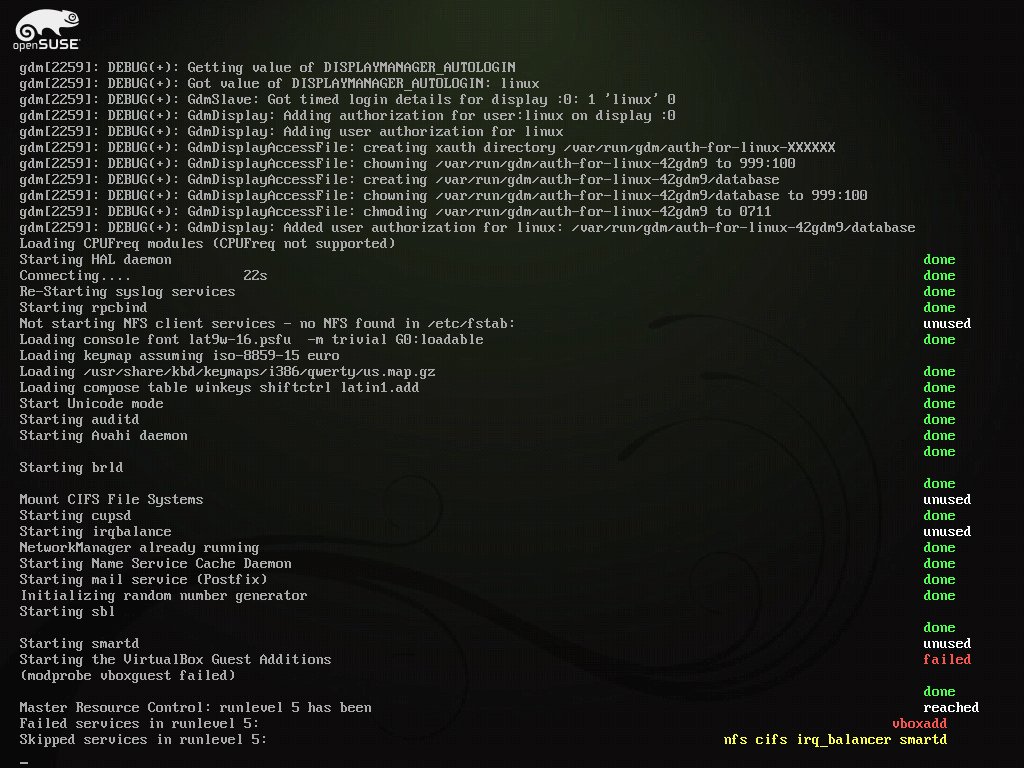 openSUSE
gdm[2259]: DEBUG(+): Getting value of DISPLAYMANAGER_AUTOLOGIN
gdm[2259]: DEBUG(+): Got value of DISPLAYMANAGER_AUTOLOGIN: linux
gdm[2259]: DEBUG(+): GdmSlave: Got timed login details for display :0: 1 'linux' 0
gdm[2259]: DEBUG(+): GdmDisplay: Adding authorization for user:linux on display :0
gdm[2259]: DEBUG(+): GdmDisplay: Adding user authorization for linux
gdm[2259]: DEBUG(+): GdmDisplayAccessFile: creating xauth directory /var/run/gdm/auth-for-linux-XXXXXX
gdm[2259]: DEBUG(+): GdmDisplayAccessFile: chowning /var/run/gdm/auth-for-linux-42gdm9 to 999:100
gdm[2259]: DEBUG(+): GdmDisplayAccessFile: creating /var/run/gdm/auth-for-linux-42gdm9/database
gdm[2259]: DEBUG(+): GdmDisplayAccessFile: chowning /var/run/gdm/auth-for-linux-42gdm9/database to 999:100
gdm[2259]: DEBUG(+): GdmDisplayAccessFile: chmoding /var/run/gdm/auth-for-linux-42gdm9 to 0711
gdm[2259]: DEBUG(+): GdmDisplay: Added user authorization for linux: /var/run/gdm/auth-for-linux-42gdm9/database
Loading CPUFreq modules (CPUFreq not supported)
Starting HAL daemon done
Connecting.... 22s done
Re-Starting syslog services done
Starting rpcbind done
Not starting NFS client services - no NFS found in /etc/fstab: unused
Loading console font lat9w-16.psfu -m trivial G0:loadable done
Loading keymap assuming iso-8859-15 euro
Loading /usr/share/kbd/keymaps/i386/qwerty/us.map.gz done
Loading compose table winkeys shiftctrl latin1.add done
Start Unicode mode done
Starting auditd done
Starting Avahi daemon done
done
Starting brld
done
Mount CIFS File Systems unused
Starting cupsd done
Starting irqbalance unused
NetworkManager already running done
Starting Name Service Cache Daemon done
Starting mail service (Postfix) done
Initializing random number generator done
Starting sbl
done
Starting smartd unused
Starting the VirtualBox Guest Additions failed
(modprobe vboxguest failed)
done
Master Resource Control: runlevel 5 has been reached
Failed services in runlevel 5: vboxadd
Skipped services in runlevel 5: nfs cifs irq_balancer smartd
_